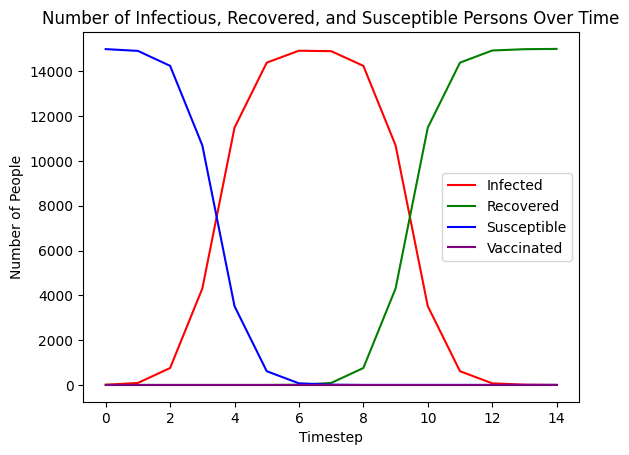 Number of Infectious, Recovered, and Susceptible Persons Over Time
14000
12000
10000
8000
6000
4000
2000
0
Number of People
Infected
Recovered
Susceptible
Vaccinated
0 2 4 6 8 10 12 14
Timestep